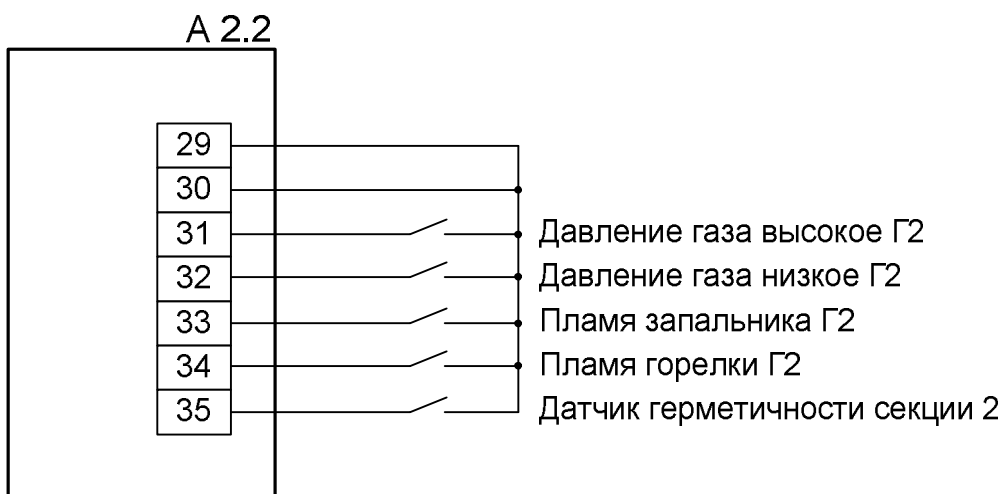 А 2.2
29
30
31 Давление газа высокое Г2
32 Давление газа низкое Г2
33 Пламя запальника Г2
34 Пламя горелки Г2
35 Датчик герметичности секции 2